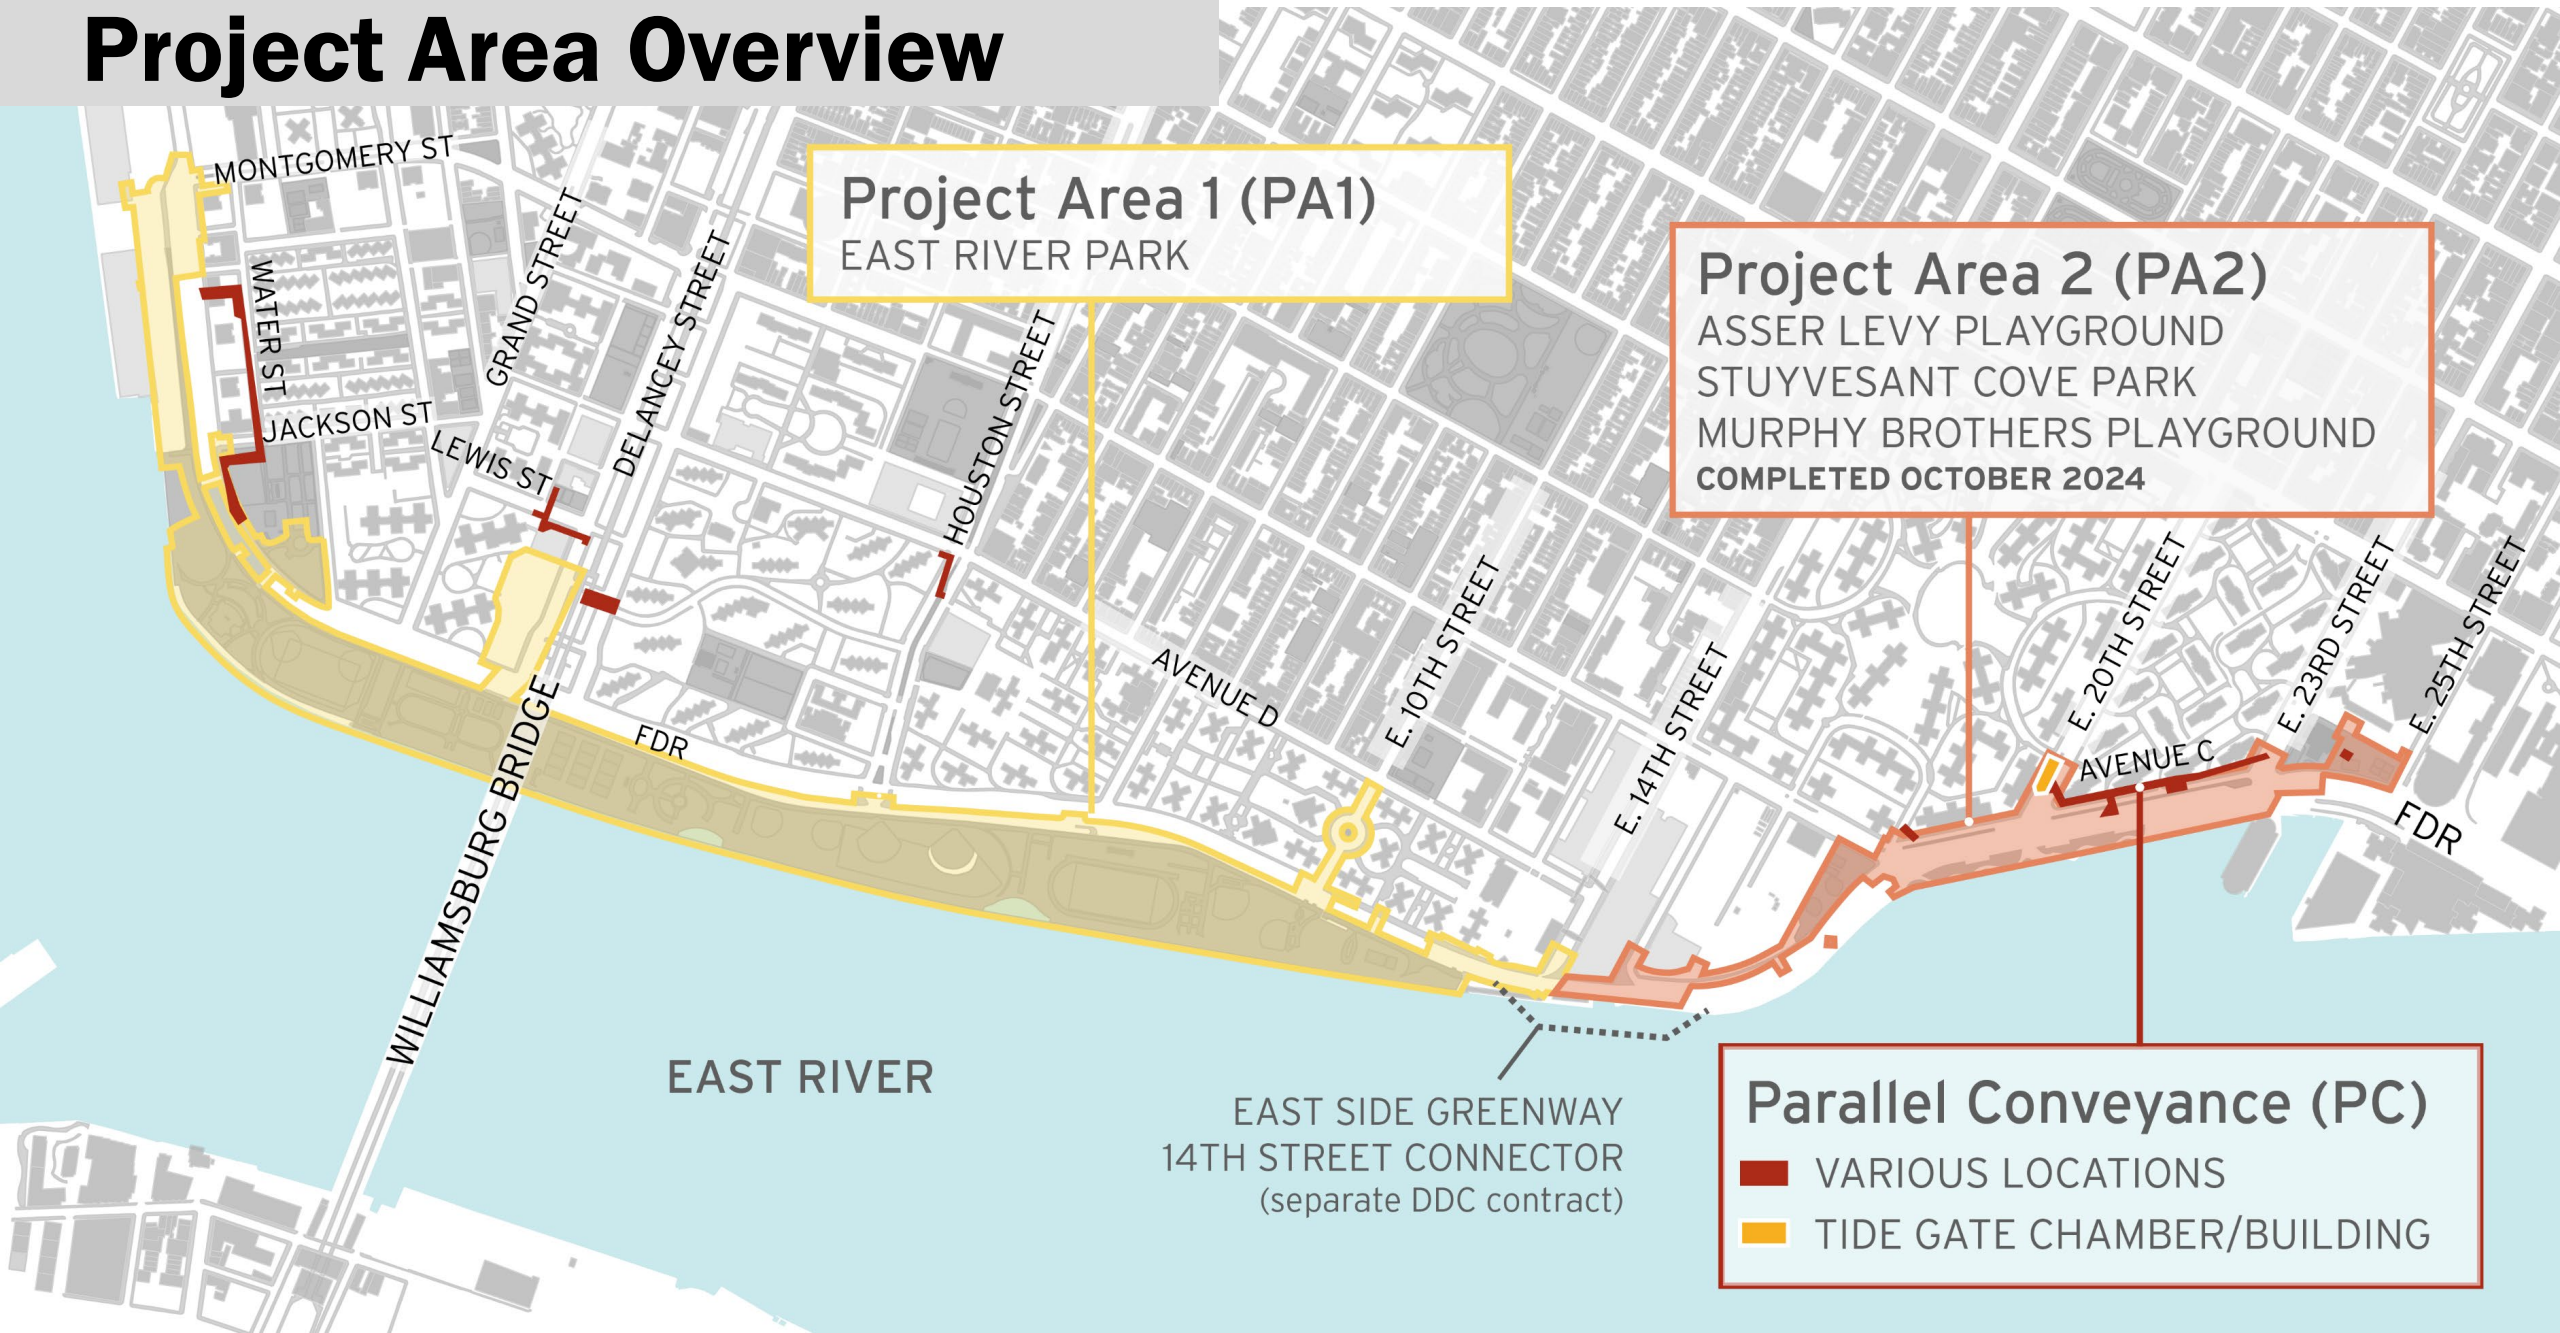 Project Area Overview
MONTGOMERY ST
WATER ST
JACKSON ST
GRAND STREET
LEWIS ST
DELANCEY STREET
HOUSTON STREET
Project Area 1 (PA1)
EAST RIVER PARK
Project Area 2 (PA2)
ASSER LEVY PLAYGROUND
STUYVESANT COVE PARK
MURPHY BROTHERS PLAYGROUND
COMPLETED OCTOBER 2024
FDR
WILLIAMSBURG BRIDGE
AVENUE D
E. 10TH STREET
E. 14TH STREET
E. 20TH STREET
AVENUE C
E. 23RD STREET
E. 25TH STREET
FDR
EAST RIVER
EAST SIDE GREENWAY
14TH STREET CONNECTOR
(separate DDC contract)
Parallel Conveyance (PC)
VARIOUS LOCATIONS
TIDE GATE CHAMBER/BUILDING